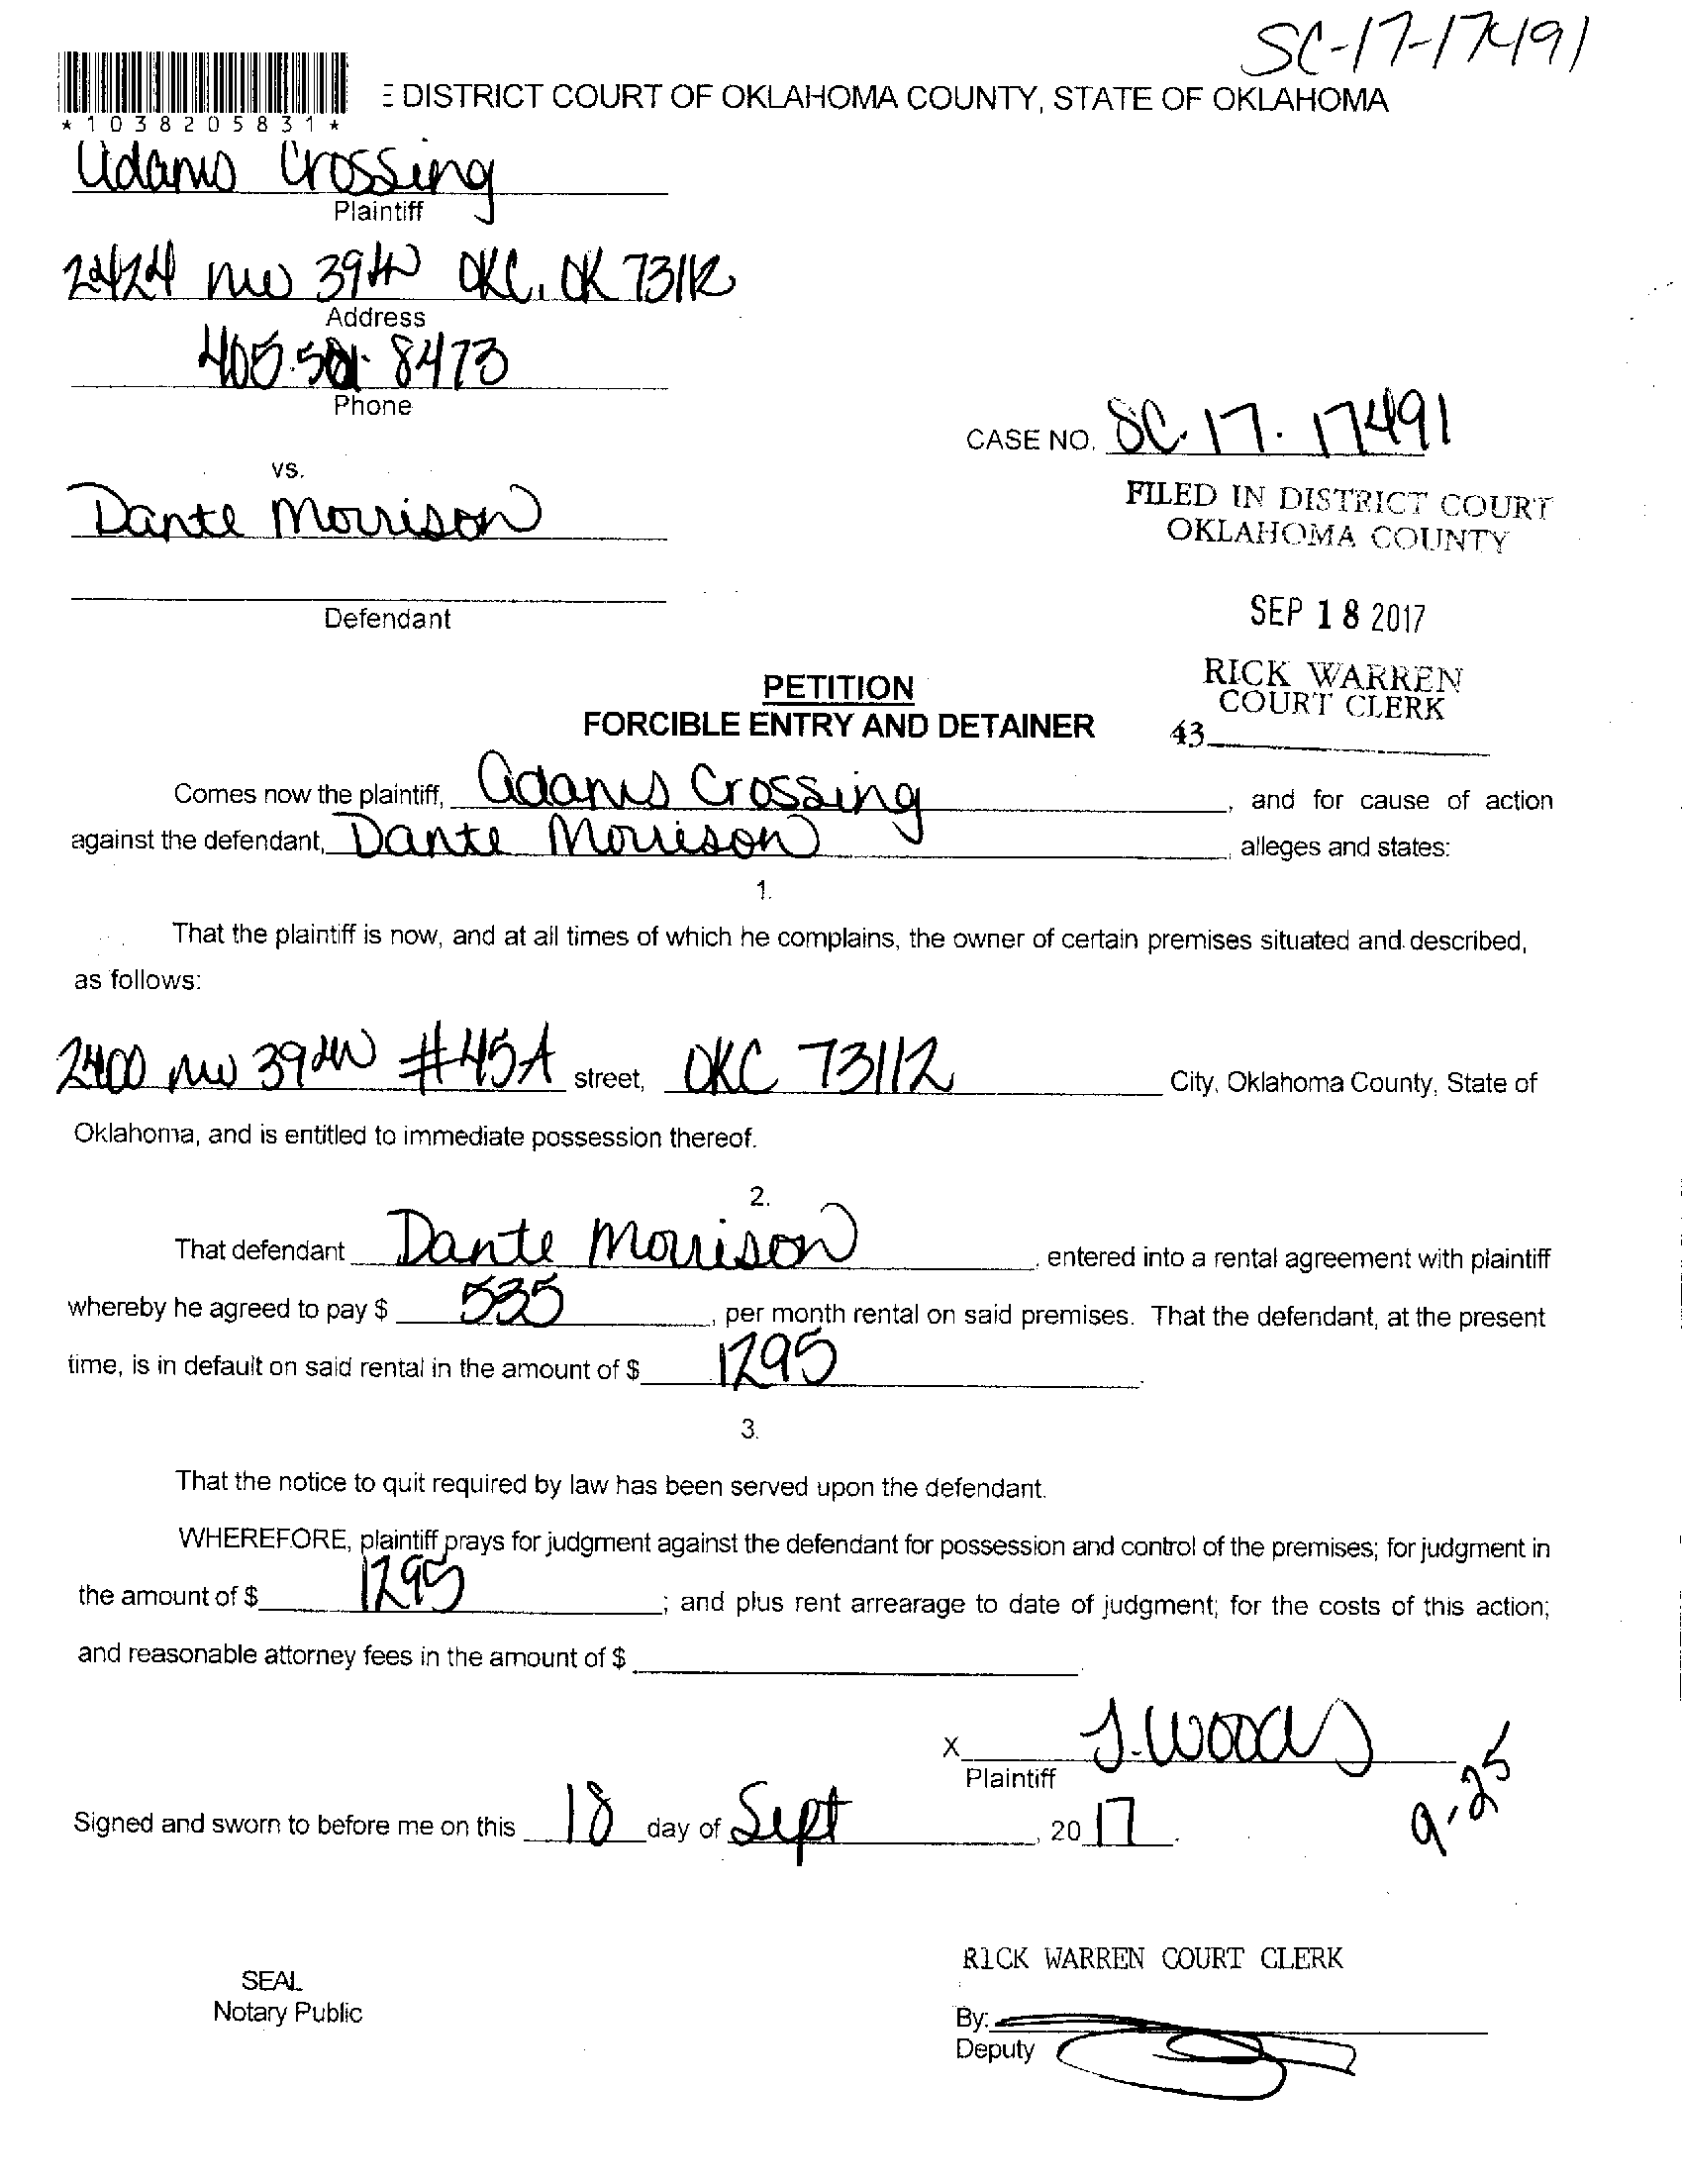 SC-17-17491
DISTRICT COURT OF OKLAHOMA COUNTY, STATE OF OKLAHOMA
*1038205831*
Adams Crossing
Plaintiff
2424 NW 39th OKC, OK 73112
Address
405. 8473
Phone
CASE NO. SC. 17. 17491
vs.
Dante Morrison
FILED IN DISTRICT COURT
OKLAHOMA COUNTY
Defendant
SEP 18 2017
RICK WARREN
COURT CLERK
43
PETITION
FORCIBLE ENTRY AND DETAINER
Comes now the plaintiff, Adams Crossing, and for cause of action
against the defendant, Dante Morrison, alleges and states:
1.
That the plaintiff is now, and at all times of which he complains, the owner of certain premises situated and described,
as follows:
2400 NW 39th #45A street, OKC 73112 City, Oklahoma County, State of
Oklahoma, and is entitled to immediate possession thereof.
2.
That defendant Dante Morrison, entered into a rental agreement with plaintiff
whereby he agreed to pay $ 535, per month rental on said premises. That the defendant, at the present
time, is in default on said rental in the amount of $ 1295.
3.
That the notice to quit required by law has been served upon the defendant.
WHEREFORE, plaintiff prays for judgment against the defendant for possession and control of the premises; for judgment in
the amount of $ 1295; and plus rent arrearage to date of judgment; for the costs of this action;
and reasonable attorney fees in the amount of $
X J. Woods
Plaintiff
9-25
Signed and sworn to before me on this 18 day of Sept, 20 17.
RICK WARREN COURT CLERK
SEAL
Notary Public
By:
Deputy